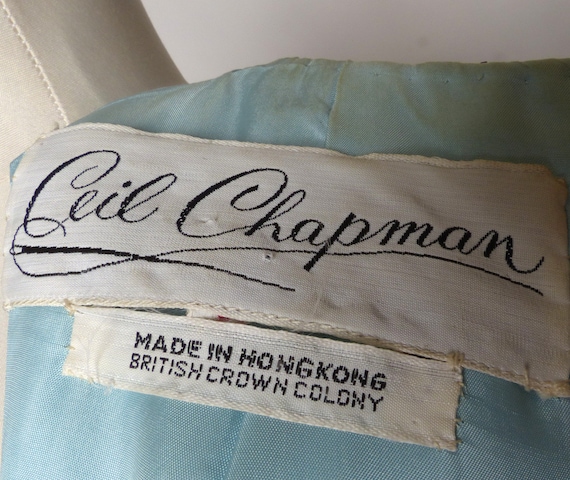 Ceil Chapman
MADE IN HONGKONG
BRITISH CROWN COLONY